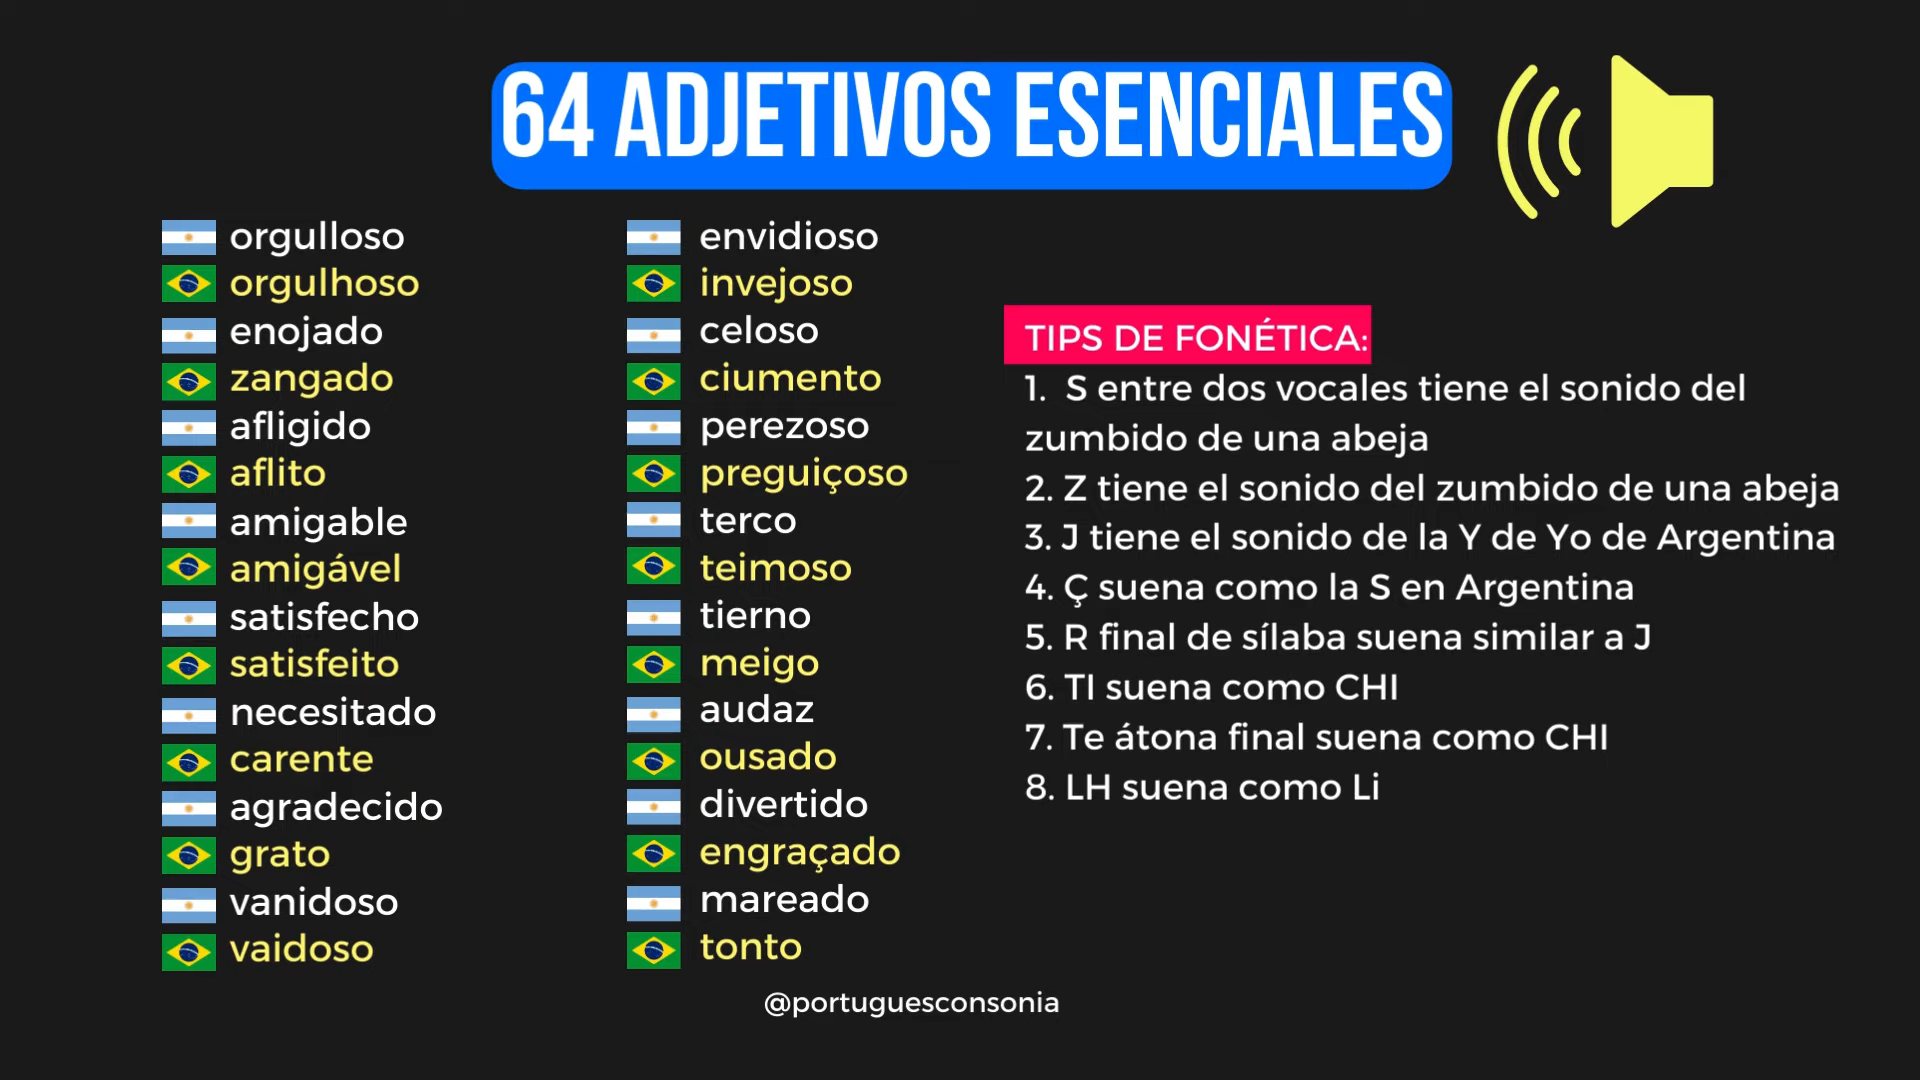 64 ADJETIVOS ESENCIALES
orgulloso
orgulhoso
enojado
zangado
afligido
aflito
amigable
amigável
satisfecho
satisfeito
necesitado
carente
agradecido
grato
vanidoso
vaidoso
envidioso
invejoso
celoso
ciumento
perezoso
preguiçoso
terco
teimoso
tierno
meigo
audaz
ousado
divertido
engraçado
mareado
tonto
TIPS DE FONÉTICA:
1. S entre dos vocales tiene el sonido del
zumbido de una abeja
2. Z tiene el sonido del zumbido de una abeja
3. J tiene el sonido de la Y de Yo de Argentina
4. Ç suena como la S en Argentina
5. R final de sílaba suena similar a J
6. TI suena como CHI
7. Te átona final suena como CHI
8. LH suena como Li
@portuguesconsonia